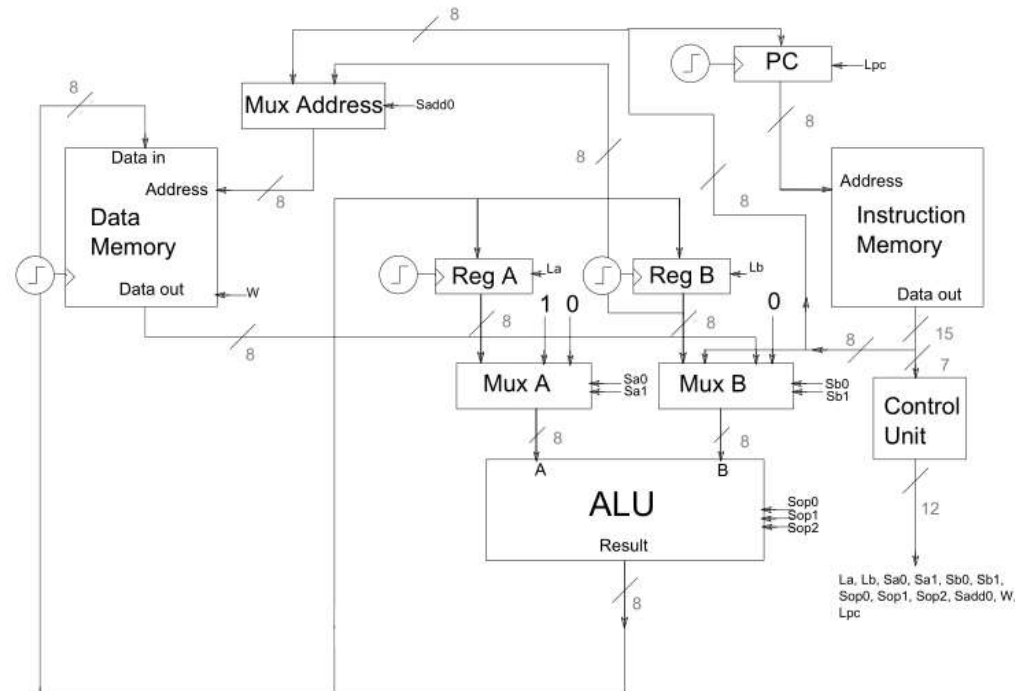 8
PC
Lpc
8
Mux Address
Sadd0
8
Data in
Address
8
Data
Memory
Data out
W
8
8
8
Address
Instruction
Memory
Data out
15
8
7
Reg A
La
Reg B
Lb
1 0
0
8
8
8
Mux A
Sa0
Sa1
Mux B
Sb0
Sb1
Control
Unit
8
8
12
A
B
ALU
Sop0
Sop1
Sop2
Result
8
La, Lb, Sa0, Sa1, Sb0, Sb1,
Sop0, Sop1, Sop2, Sadd0, W,
Lpc